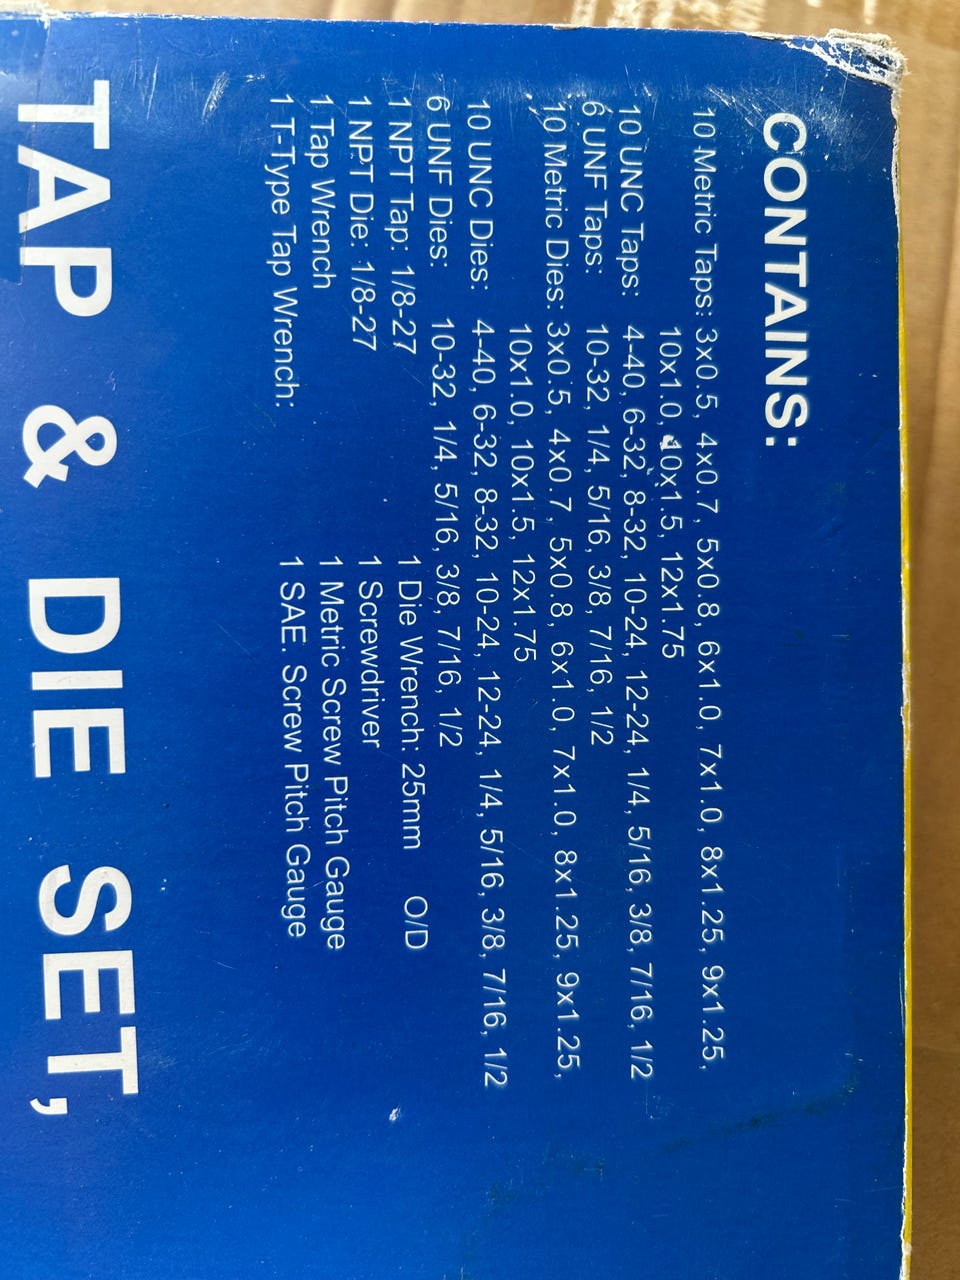 CONTAINS:
10 Metric Taps: 3x0.5, 4x0.7, 5x0.8, 6x1.0, 7x1.0, 8x1.25, 9x1.25,
10x1.0, 10x1.5, 12x1.75
10 UNC Taps: 4-40, 6-32, 8-32, 10-24, 12-24, 1/4, 5/16, 3/8, 7/16, 1/2
6 UNF Taps: 10-32, 1/4, 5/16, 3/8, 7/16, 1/2
10 Metric Dies: 3x0.5, 4x0.7, 5x0.8, 6x1.0, 7x1.0, 8x1.25, 9x1.25,
10x1.0, 10x1.5, 12x1.75
10 UNC Dies: 4-40, 6-32, 8-32, 10-24, 12-24, 1/4, 5/16, 3/8, 7/16, 1/2
6 UNF Dies: 10-32, 1/4, 5/16, 3/8, 7/16, 1/2
1 NPT Tap: 1/8-27 1 Die Wrench: 25mm O/D
1 NPT Die: 1/8-27 1 Screwdriver
1 Tap Wrench 1 Metric Screw Pitch Gauge
1 T-Type Tap Wrench: 1 SAE. Screw Pitch Gauge
TAP & DIE SET,